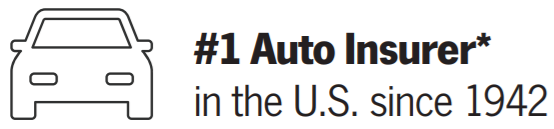 #1 Auto Insurer*
in the U.S. since 1942